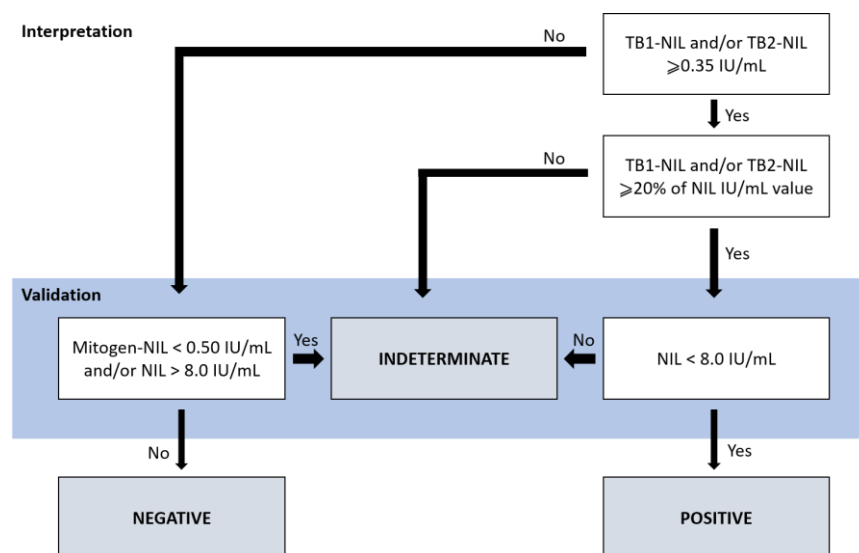 Interpretation
No
TB1-NIL and/or TB2-NIL
⩾0.35 IU/mL
Yes
No
TB1-NIL and/or TB2-NIL
⩾20% of NIL IU/mL value
Yes
Validation
Mitogen-NIL < 0.50 IU/mL
and/or NIL > 8.0 IU/mL
Yes
INDETERMINATE
No
NIL < 8.0 IU/mL
No
Yes
NEGATIVE
POSITIVE